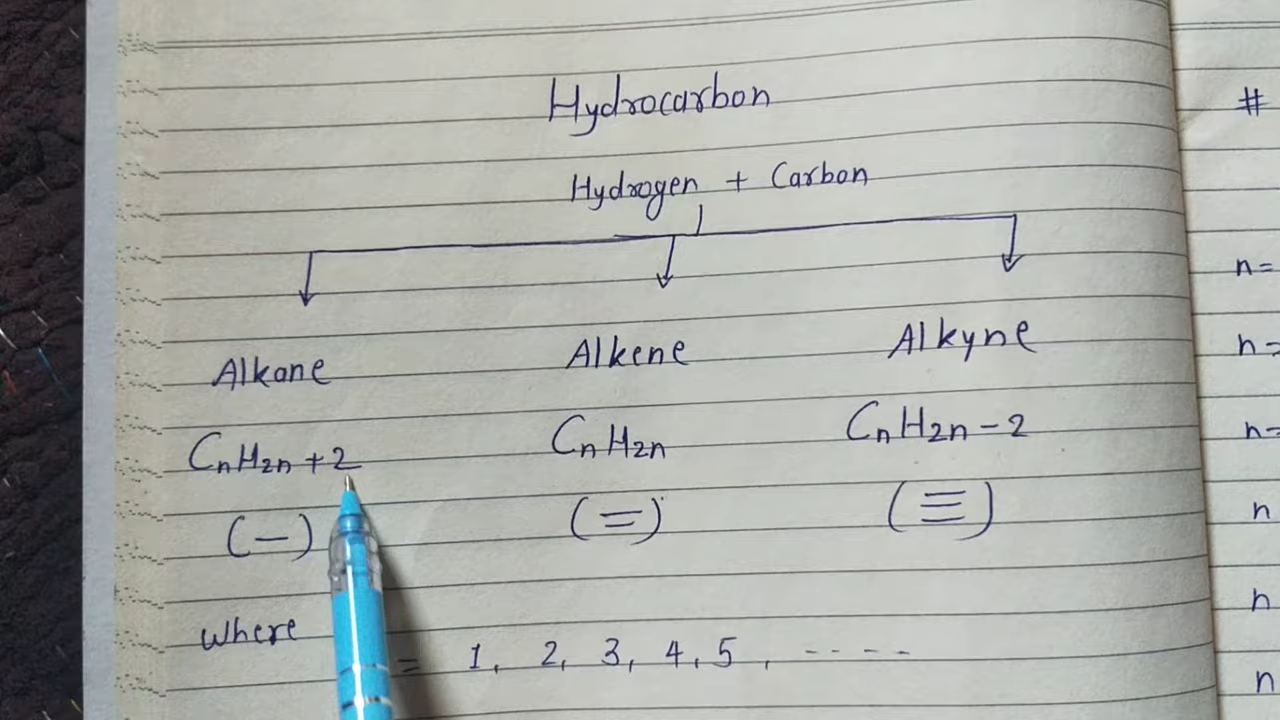 Hydrocarbon
Hydrogen + Carbon
Alkane Alkene Alkyne
CnH2n+2 CnH2n CnH2n-2
(-) (=) (≡)
Where
= 1, 2, 3, 4, 5, -----
#
n=
n=
n=
n
n
n